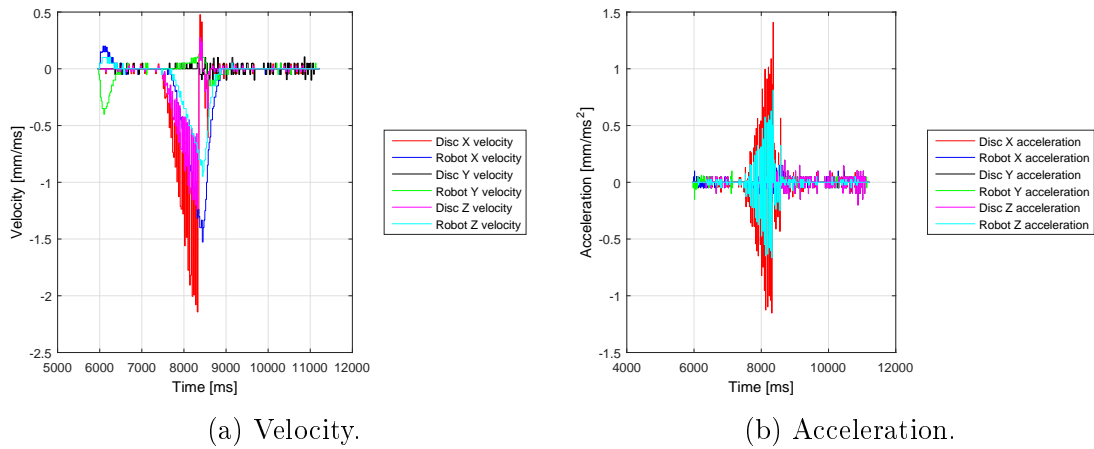 0.5
0
-0.5
-1
-1.5
-2
-2.5
Velocity [mm/ms]
5000 6000 7000 8000 9000 10000 11000 12000
Time [ms]
Disc X velocity
Robot X velocity
Disc Y velocity
Robot Y velocity
Disc Z velocity
Robot Z velocity
(a) Velocity.
1.5
1
0.5
0
-0.5
-1
-1.5
Acceleration [mm/ms²]
4000 6000 8000 10000 12000
Time [ms]
Disc X acceleration
Robot X acceleration
Disc Y acceleration
Robot Y acceleration
Disc Z acceleration
Robot Z acceleration
(b) Acceleration.